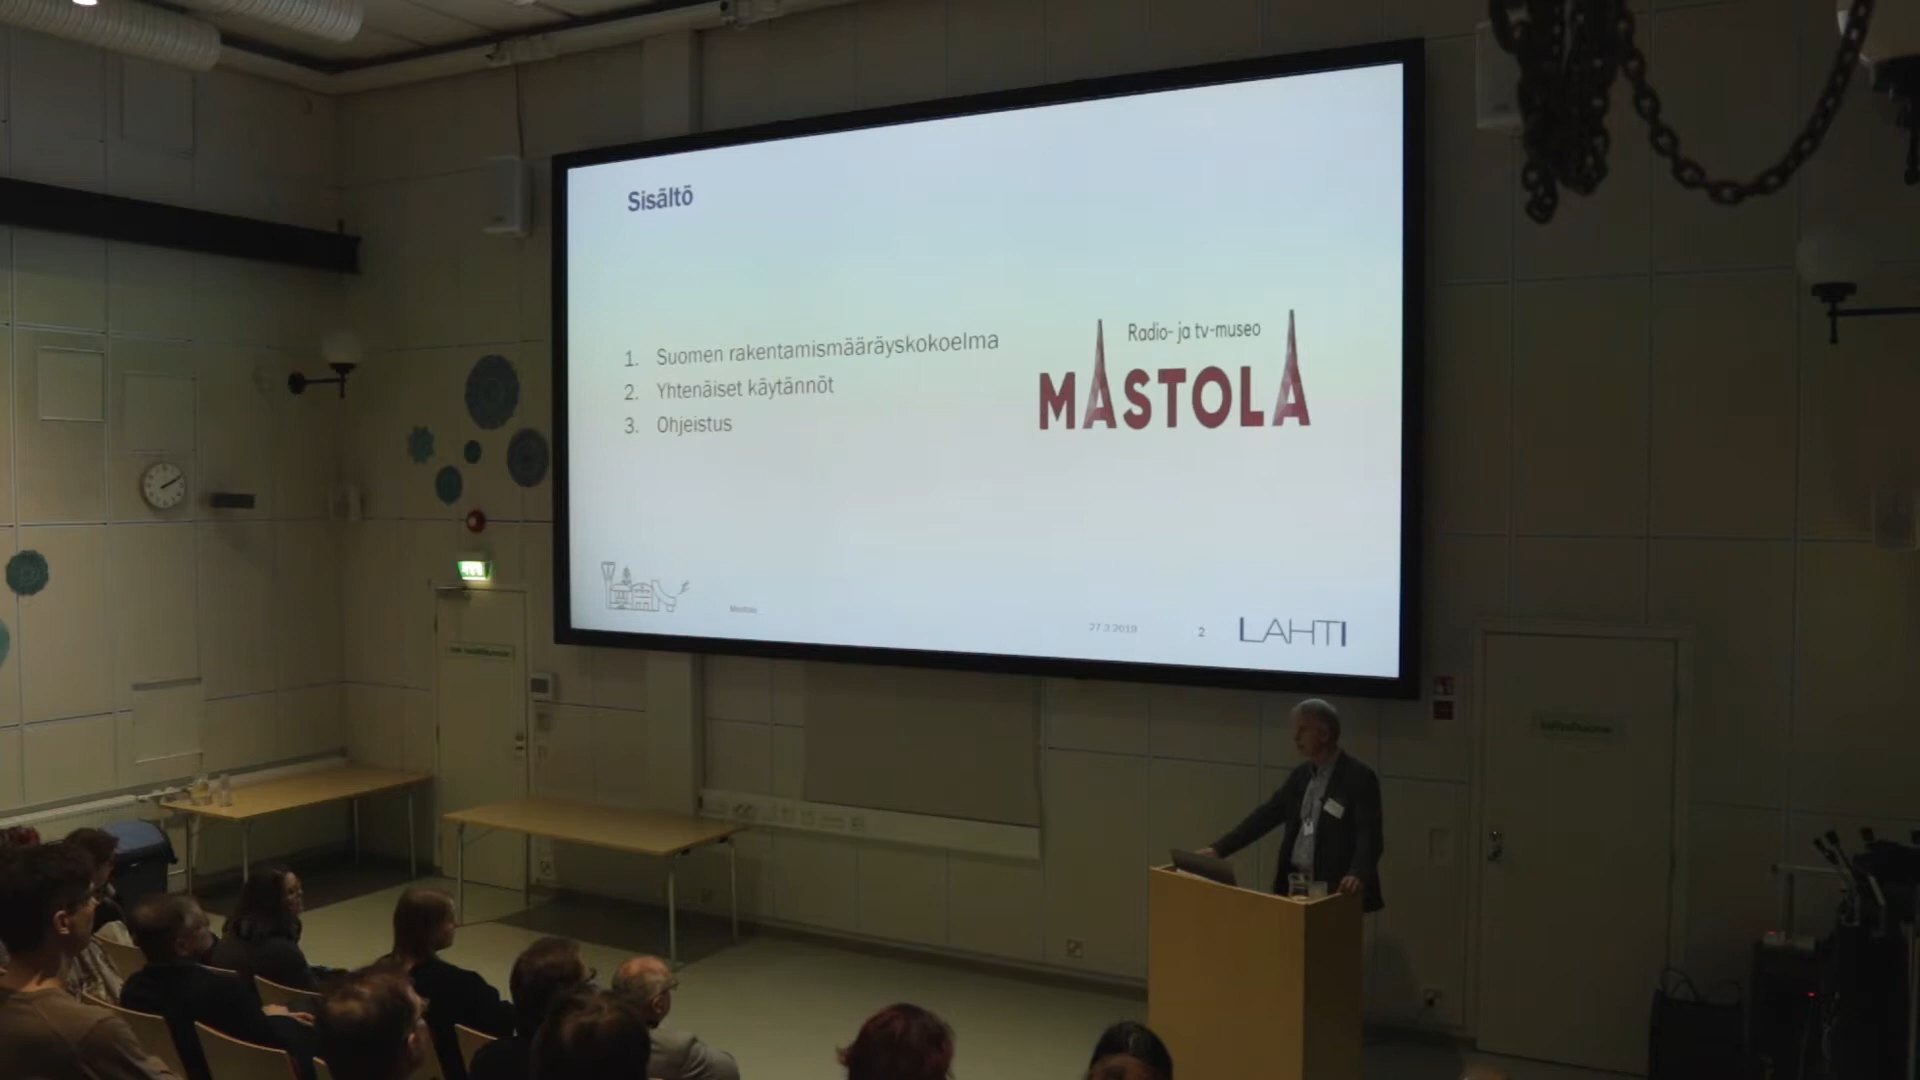 Sisältö
1. Suomen rakentamismääräyskokoelma
2. Yhtenäiset käytännöt
3. Ohjeistus
Radio- ja tv-museo
MASTOLA
Mastola
27.3.2019
2
LAHTI